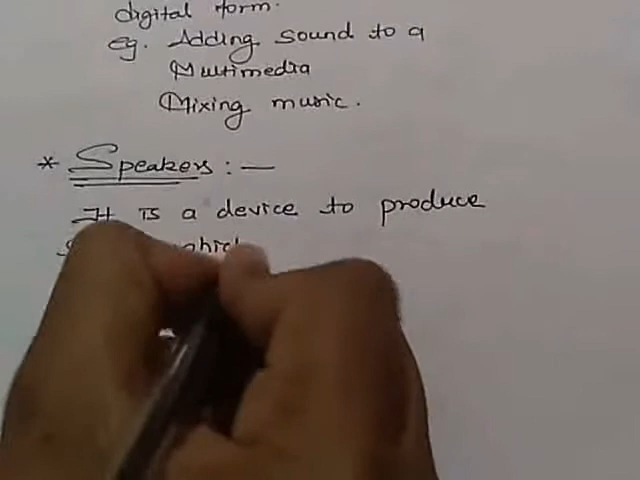 digital form.
eg. Adding sound to a
Multimedia
Mixing music.
* Speakers : —
It is a device to produce